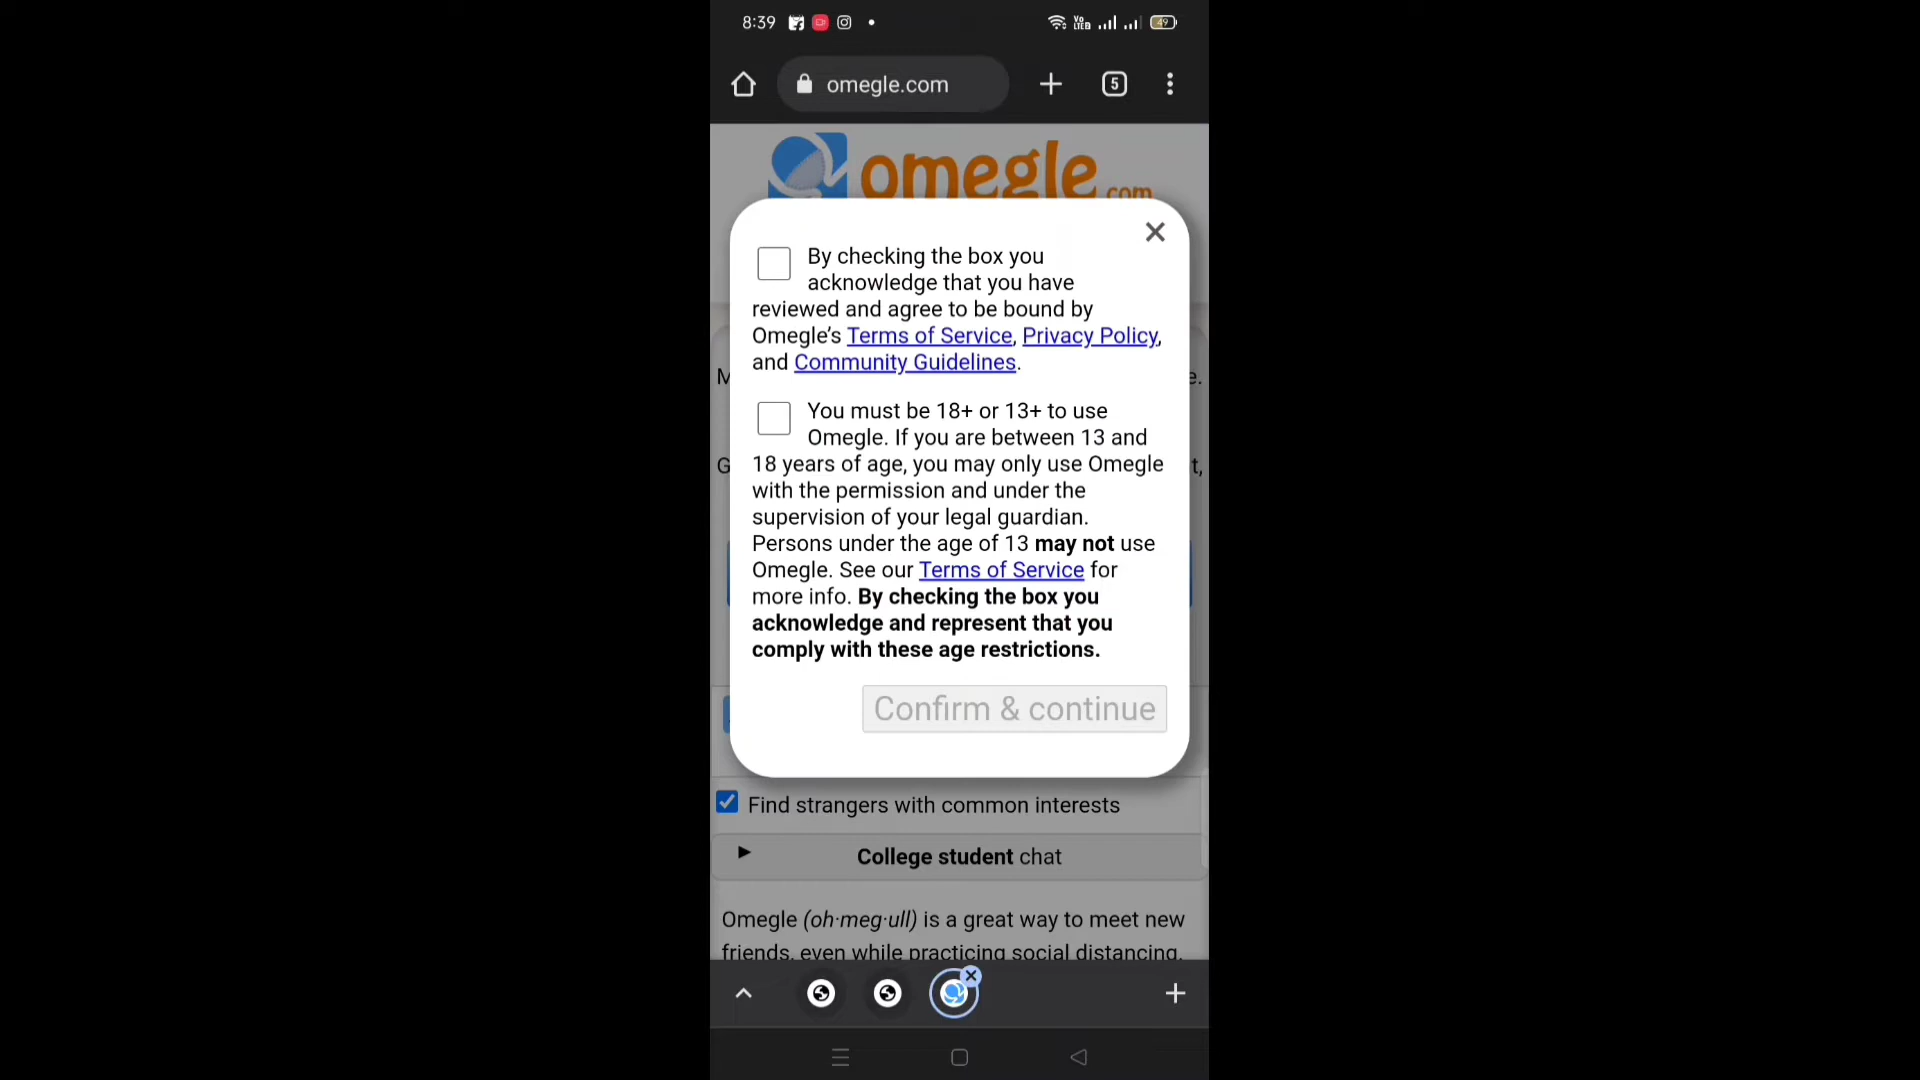 8:39
Vo
LTE
49
omegle.com
5
omegle.com
By checking the box you
acknowledge that you have
reviewed and agree to be bound by
Omegle’s Terms of Service, Privacy Policy,
and Community Guidelines.
M
e.
You must be 18+ or 13+ to use
Omegle. If you are between 13 and
G
t,
18 years of age, you may only use Omegle
with the permission and under the
supervision of your legal guardian.
Persons under the age of 13 may not use
Omegle. See our Terms of Service for
more info. By checking the box you
acknowledge and represent that you
comply with these age restrictions.
Confirm & continue
Find strangers with common interests
College student chat
Omegle (oh·meg·ull) is a great way to meet new
friends, even while practicing social distancing.